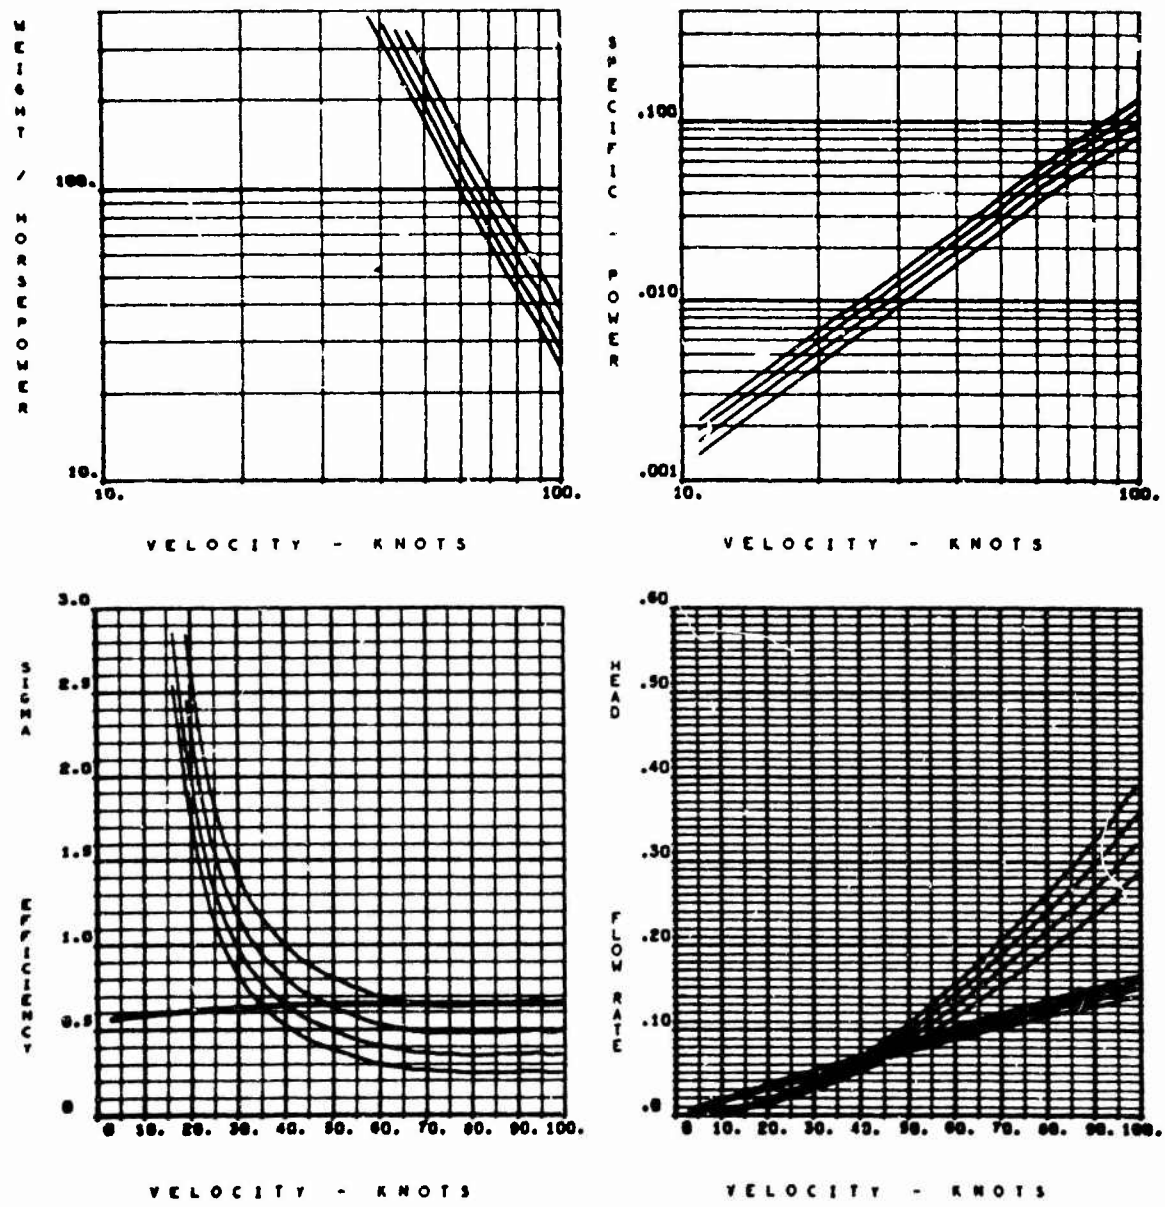 WEIGHT / HORSEPOWER
100.
10.
10. 100.
VELOCITY - KNOTS
SPECIFIC - POWER
.100
.010
.001
10. 100.
VELOCITY - KNOTS
SIGMA
EFFICIENCY
3.0
2.5
2.0
1.5
1.0
0.5
0
0 10. 20. 30. 40. 50. 60. 70. 80. 90. 100.
VELOCITY - KNOTS
HEAD
FLOW RATE
.60
.50
.40
.30
.20
.10
.0
0 10. 20. 30. 40. 50. 60. 70. 80. 90. 100.
VELOCITY - KNOTS